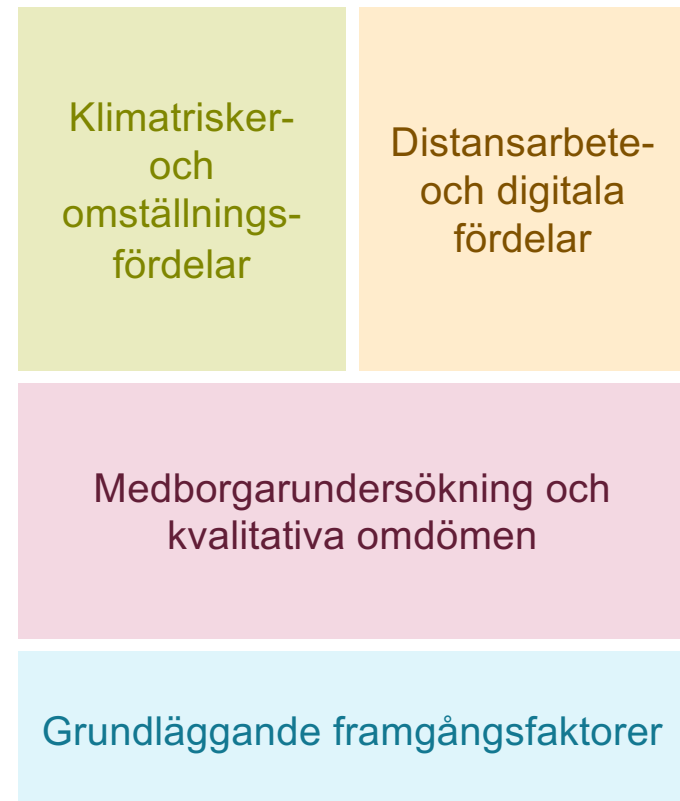 Klimatrisker-
och
omställnings-
fördelar
Distansarbete-
och digitala
fördelar
Medborgarundersökning och
kvalitativa omdömen
Grundläggande framgångsfaktorer